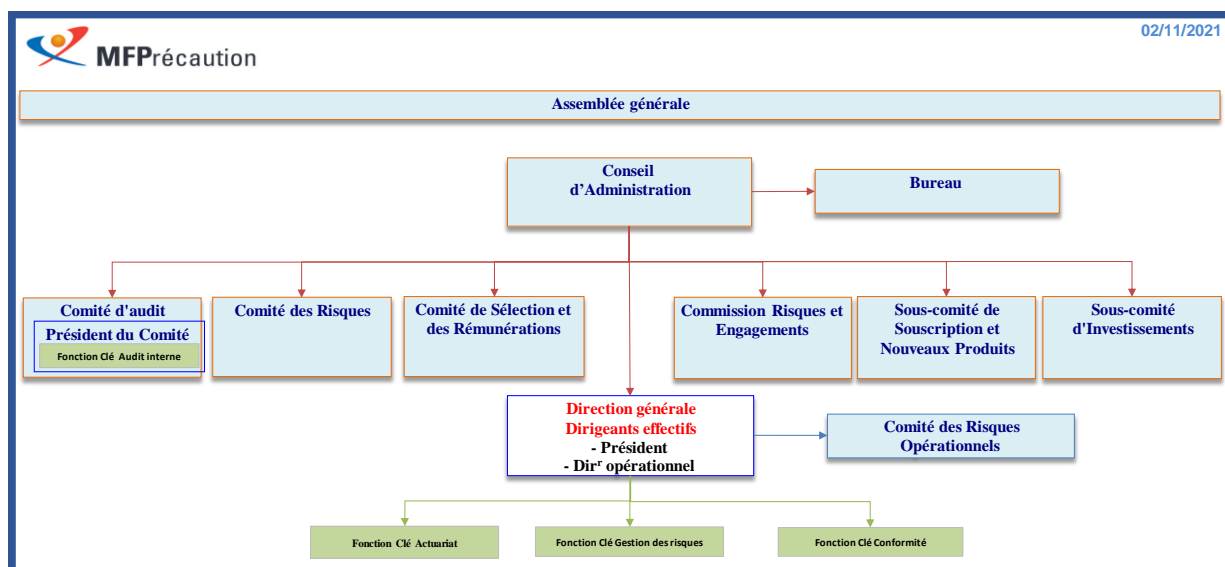 02/11/2021
MFPrécaution
Assemblée générale
Conseil
d'Administration
Bureau
Comité d'audit
Président du Comité
Fonction Clé Audit interne
Comité des Risques
Comité de Sélection et
des Rémunérations
Commission Risques et
Engagements
Sous-comité de
Souscription et
Nouveaux Produits
Sous-comité
d'Investissements
Direction générale
Dirigeants effectifs
- Président
- Dirʳ opérationnel
Comité des Risques
Opérationnels
Fonction Clé Actuariat
Fonction Clé Gestion des risques
Fonction Clé Conformité